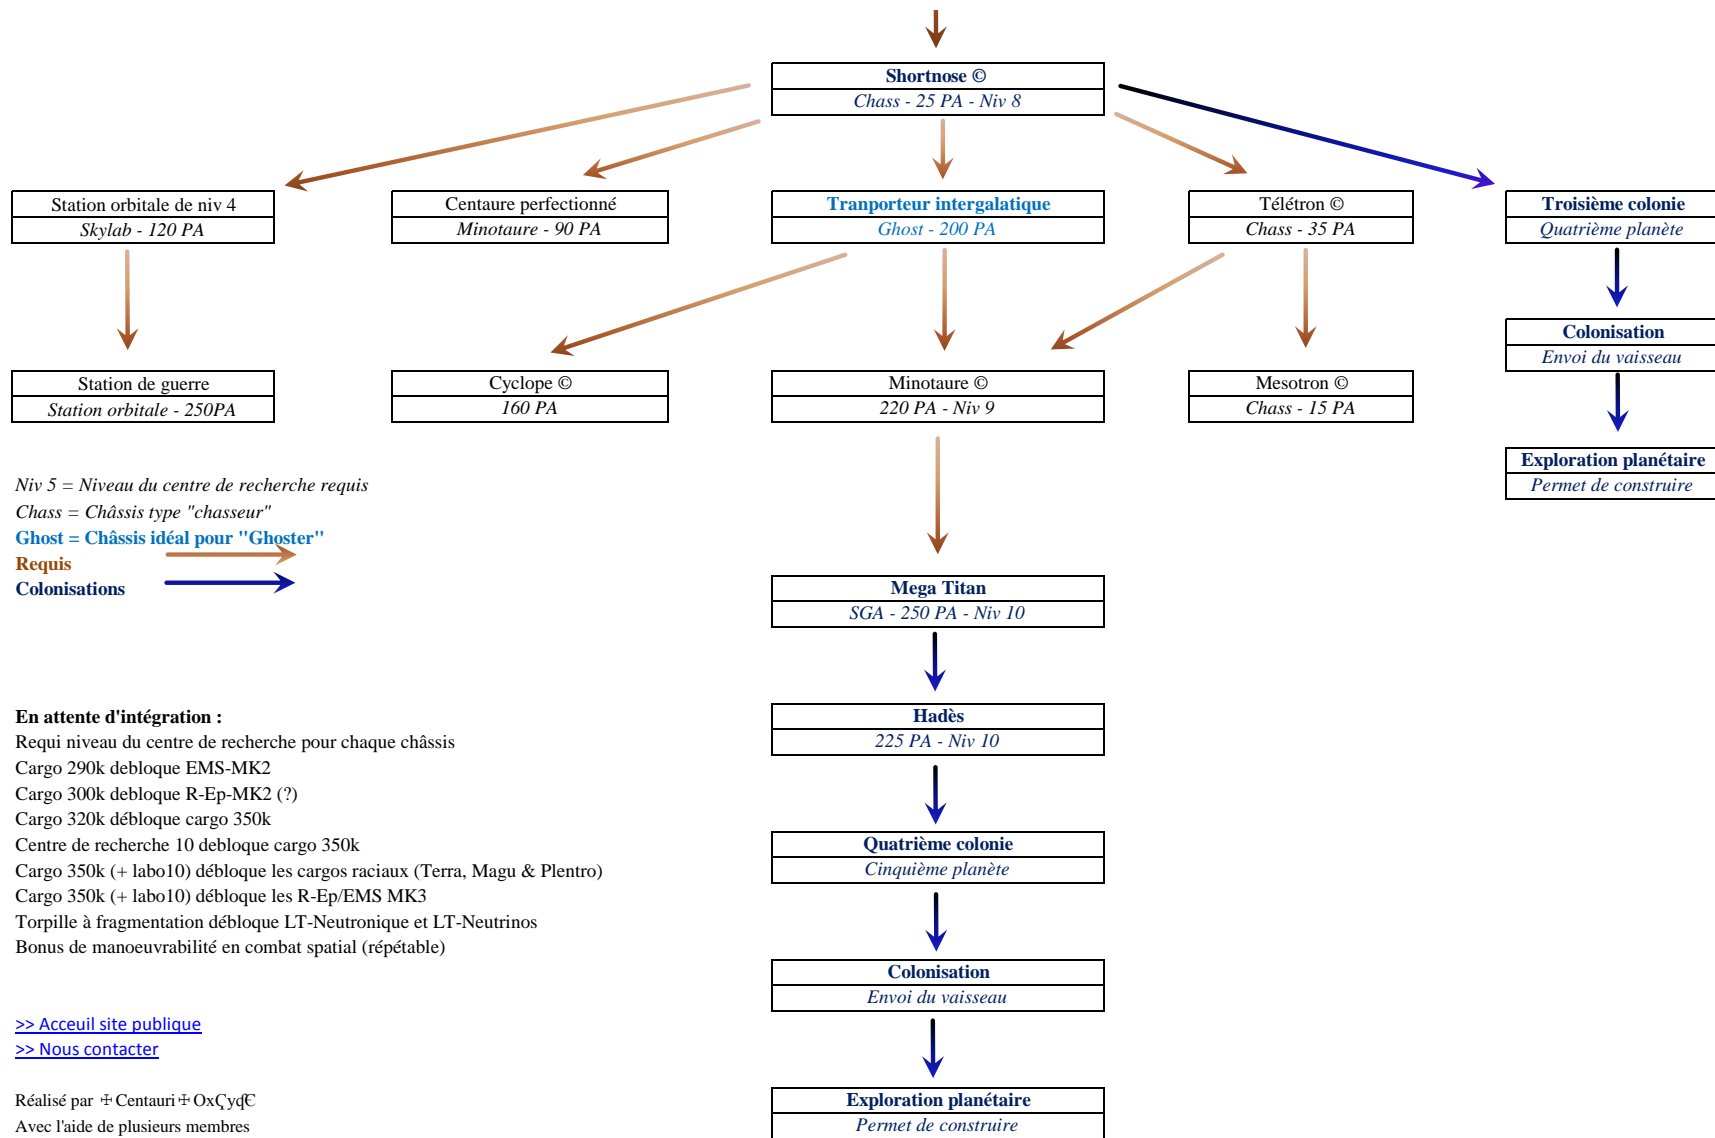 Shortnose ©
Chass - 25 PA - Niv 8
Station orbitale de niv 4
Skylab - 120 PA
Centaure perfectionné
Minotaure - 90 PA
Tranporteur intergalatique
Ghost - 200 PA
Télétron ©
Chass - 35 PA
Troisième colonie
Quatrième planète
Colonisation
Envoi du vaisseau
Station de guerre
Station orbitale - 250PA
Cyclope ©
160 PA
Minotaure ©
220 PA - Niv 9
Mesotron ©
Chass - 15 PA
Exploration planétaire
Permet de construire
Niv 5 = Niveau du centre de recherche requis
Chass = Châssis type "chasseur"
Ghost = Châssis idéal pour "Ghoster"
Requis
Colonisations
Mega Titan
SGA - 250 PA - Niv 10
Hadès
225 PA - Niv 10
En attente d'intégration :
Requi niveau du centre de recherche pour chaque châssis
Cargo 290k debloque EMS-MK2
Cargo 300k debloque R-Ep-MK2 (?)
Cargo 320k débloque cargo 350k
Centre de recherche 10 debloque cargo 350k
Cargo 350k (+ labo10) débloque les cargos raciaux (Terra, Magu & Plentro)
Cargo 350k (+ labo10) débloque les R-Ep/EMS MK3
Torpille à fragmentation débloque LT-Neutronique et LT-Neutrinos
Bonus de manoeuvrabilité en combat spatial (répétable)
Quatrième colonie
Cinquième planète
Colonisation
Envoi du vaisseau
>> Acceuil site publique
>> Nous contacter
Exploration planétaire
Permet de construire
Réalisé par ☩ Centauri ☩
Avec l'aide de plusieurs membres